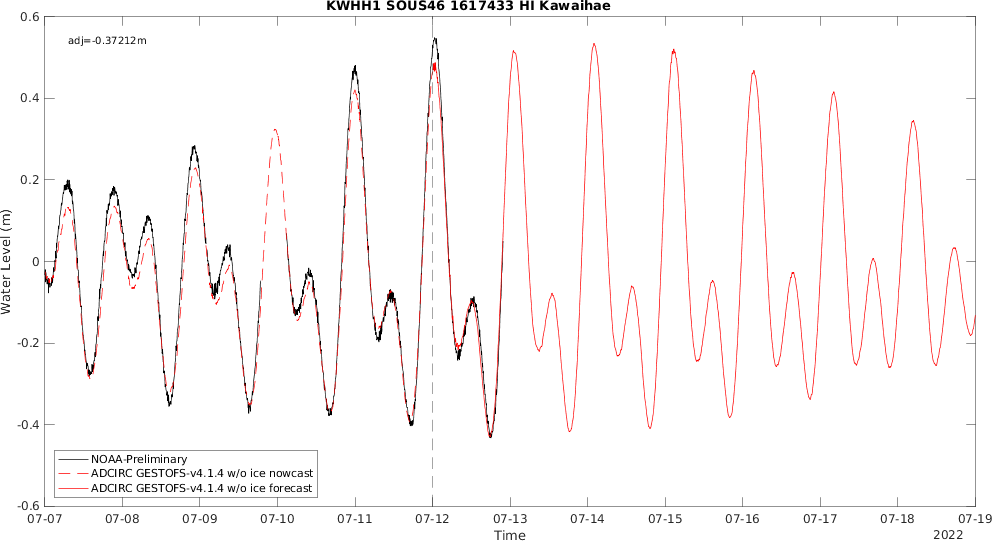 KWHH1 SOUS46 1617433 HI Kawaihae
adj=-0.37212m
0.6
0.4
0.2
0
-0.2
-0.4
-0.6
Water Level (m)
NOAA-Preliminary
ADCIRC GESTOFS-v4.1.4 w/o ice nowcast
ADCIRC GESTOFS-v4.1.4 w/o ice forecast
07-07 07-08 07-09 07-10 07-11 07-12 07-13 07-14 07-15 07-16 07-17 07-18 07-19
Time
2022